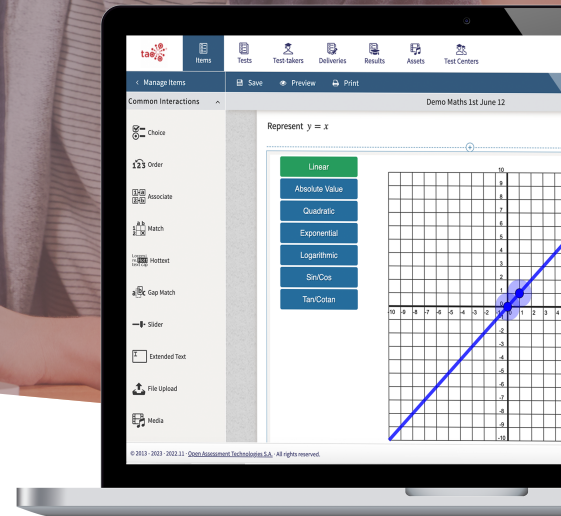 tao
Items
Tests
Test-takers
Deliveries
Results
Assets
Test Centers
< Manage Items
Save
Preview
Print
Common Interactions
Demo Maths 1st June 12
Choice
Order
Associate
Match
Hottext
Gap Match
Slider
Extended Text
File Upload
Media
Represent y = x
Linear
Absolute Value
Quadratic
Exponential
Logarithmic
Sin/Cos
Tan/Cotan
10
9
8
7
6
5
4
3
2
1
0
-10 -9 -8 -7 -6 -5 -4 -3 -2 -1 0 1 2 3 4
-2
-3
-4
-5
-6
-7
-8
-9
-10
© 2013 - 2023 - 2022.11 - Open Assessment Technologies S.A. - All rights reserved.